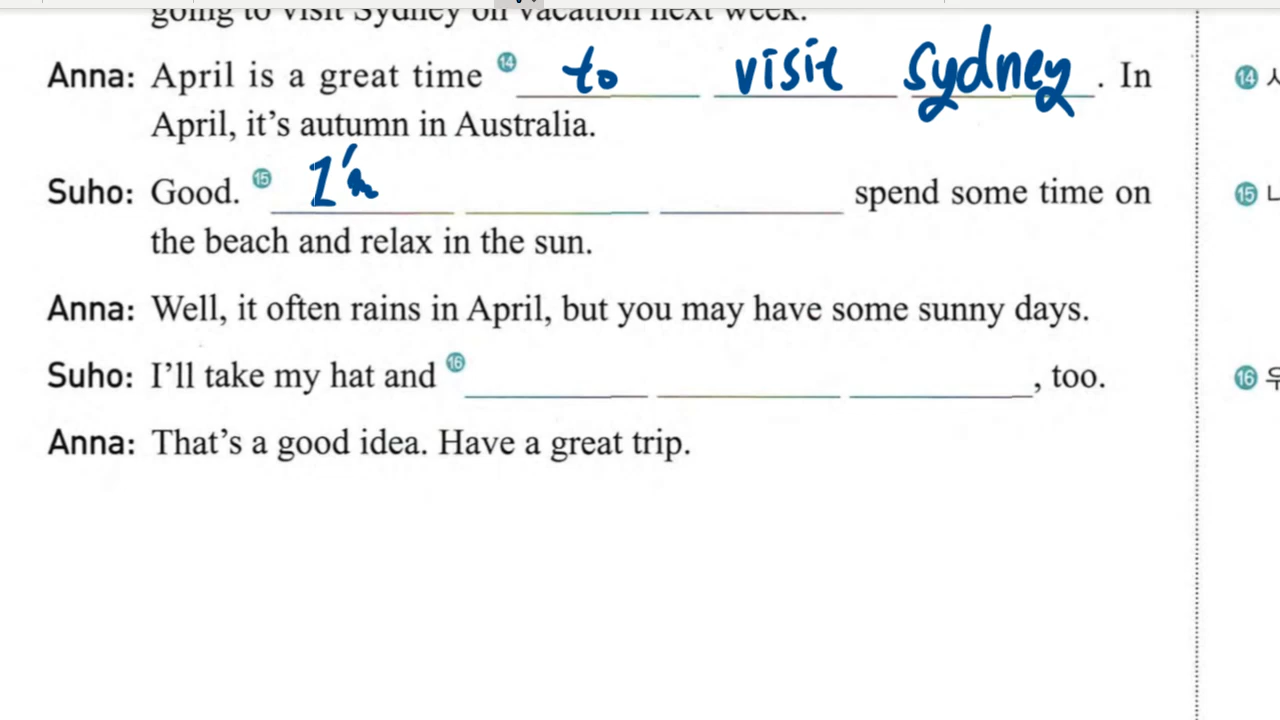 going to visit Sydney on vacation next week.
Anna: April is a great time ⑭ to visit Sydney. In
April, it's autumn in Australia.
Suho: Good. ⑮ I'm spend some time on
the beach and relax in the sun.
Anna: Well, it often rains in April, but you may have some sunny days.
Suho: I'll take my hat and ⑯ , too.
Anna: That's a good idea. Have a great trip.
⑭
⑮ 나
⑯